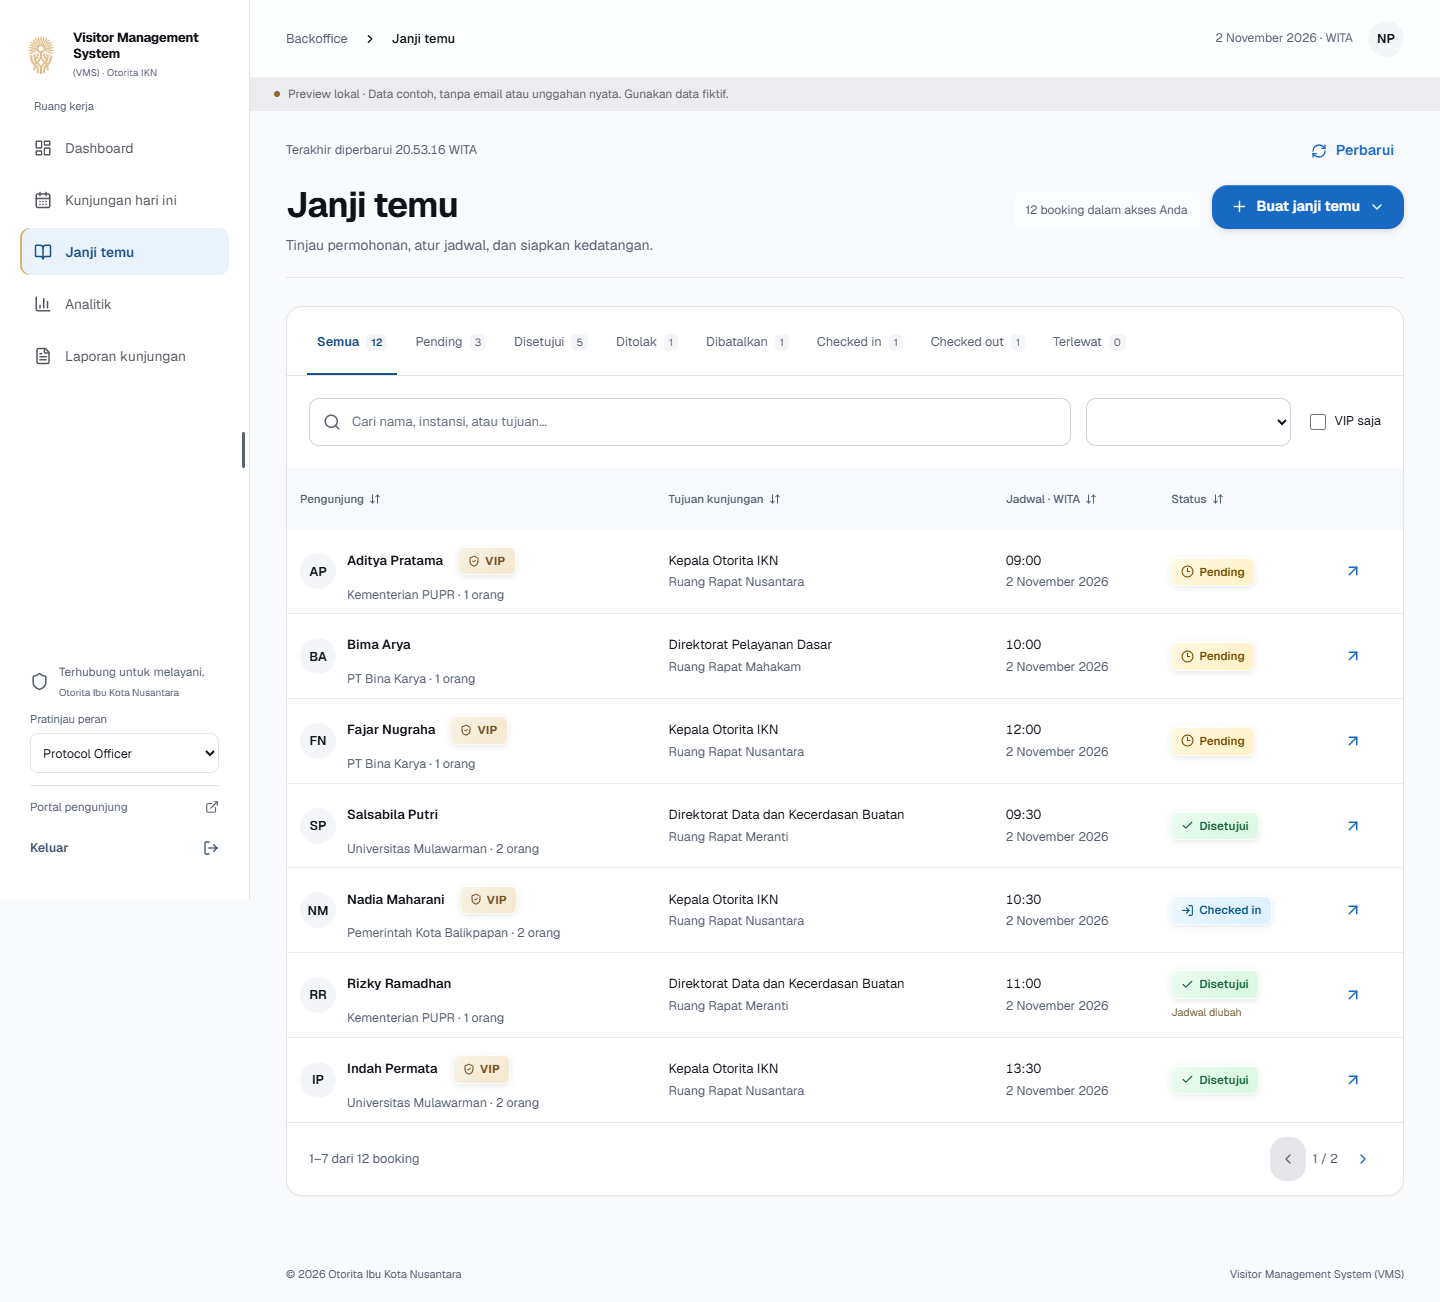 Visitor Management
System
(VMS) · Otorita IKN
Ruang kerja
Dashboard
Kunjungan hari ini
Janji temu
Analitik
Laporan kunjungan
Terhubung untuk melayani.
Otorita Ibu Kota Nusantara
Pratinjau peran
Protocol Officer
Portal pengunjung
Keluar
Backoffice > Janji temu
2 November 2026 · WITA NP
Preview lokal · Data contoh, tanpa email atau unggahan nyata. Gunakan data fiktif.
Terakhir diperbarui 20.53.16 WITA
Perbarui
Janji temu
12 booking dalam akses Anda
Buat janji temu
Tinjau permohonan, atur jadwal, dan siapkan kedatangan.
Semua 12 Pending 3 Disetujui 5 Ditolak 1 Dibatalkan 1 Checked in 1 Checked out 1 Terlewat 0
Cari nama, instansi, atau tujuan...
VIP saja
Pengunjung Tujuan kunjungan Jadwal · WITA Status
AP Aditya Pratama VIP Kepala Otorita IKN 09:00 Pending
Kementerian PUPR · 1 orang Ruang Rapat Nusantara 2 November 2026
BA Bima Arya Direktorat Pelayanan Dasar 10:00 Pending
PT Bina Karya · 1 orang Ruang Rapat Mahakam 2 November 2026
FN Fajar Nugraha VIP Kepala Otorita IKN 12:00 Pending
PT Bina Karya · 1 orang Ruang Rapat Nusantara 2 November 2026
SP Salsabila Putri Direktorat Data dan Kecerdasan Buatan 09:30 Disetujui
Universitas Mulawarman · 2 orang Ruang Rapat Meranti 2 November 2026
NM Nadia Maharani VIP Kepala Otorita IKN 10:30 Checked in
Pemerintah Kota Balikpapan · 2 orang Ruang Rapat Nusantara 2 November 2026
RR Rizky Ramadhan Direktorat Data dan Kecerdasan Buatan 11:00 Disetujui
Kementerian PUPR · 1 orang Ruang Rapat Meranti 2 November 2026 Jadwal diubah
IP Indah Permata VIP Kepala Otorita IKN 13:30 Disetujui
Universitas Mulawarman · 2 orang Ruang Rapat Nusantara 2 November 2026
1–7 dari 12 booking
1 / 2
© 2026 Otorita Ibu Kota Nusantara
Visitor Management System (VMS)